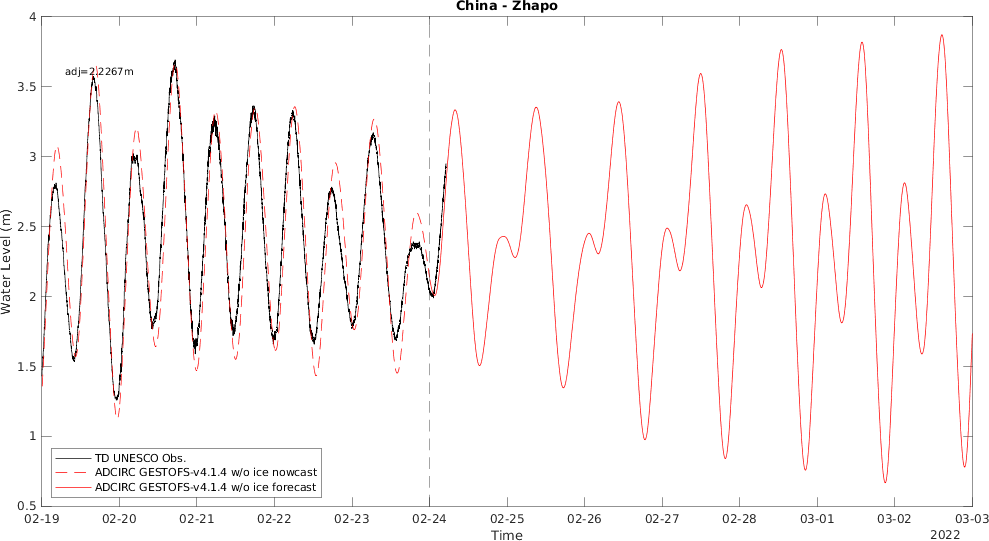 China - Zhapo
4
3.5
3
2.5
2
1.5
1
0.5
Water Level (m)
adj=2.2267m
TD UNESCO Obs.
ADCIRC GESTOFS-v4.1.4 w/o ice nowcast
ADCIRC GESTOFS-v4.1.4 w/o ice forecast
02-19 02-20 02-21 02-22 02-23 02-24 02-25 02-26 02-27 02-28 03-01 03-02 03-03
Time
2022